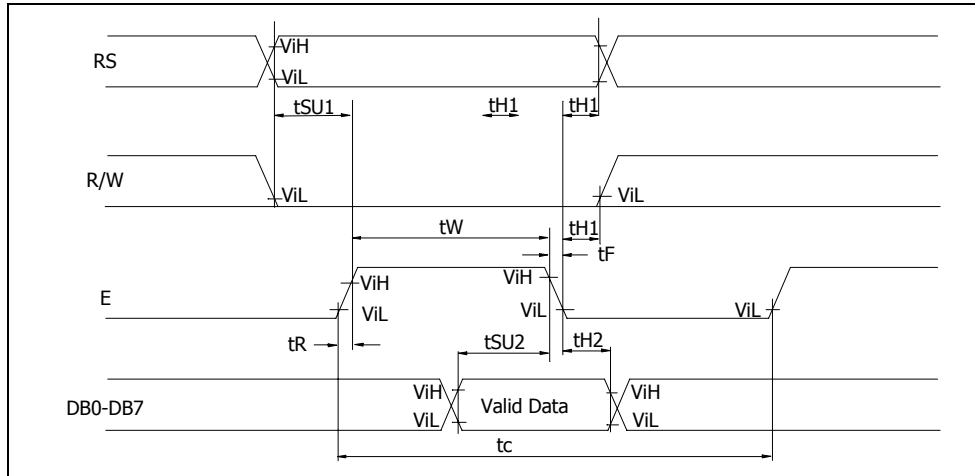 RS
ViH
ViL
tSU1
tH1
tH1
R/W
ViL
ViL
tW
tH1
tF
E
ViH
ViL
ViH
ViL
ViL
tR
tSU2
tH2
DB0-DB7
ViH
ViL
Valid Data
ViH
ViL
tc